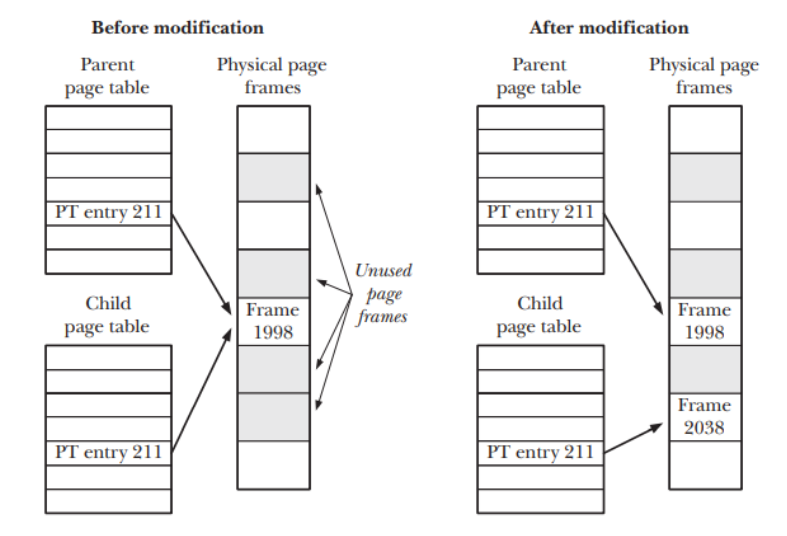 Before modification
Parent
page table
Physical page
frames
PT entry 211
Child
page table
PT entry 211
Frame
1998
Unused
page
frames
After modification
Parent
page table
Physical page
frames
PT entry 211
Child
page table
PT entry 211
Frame
1998
Frame
2038